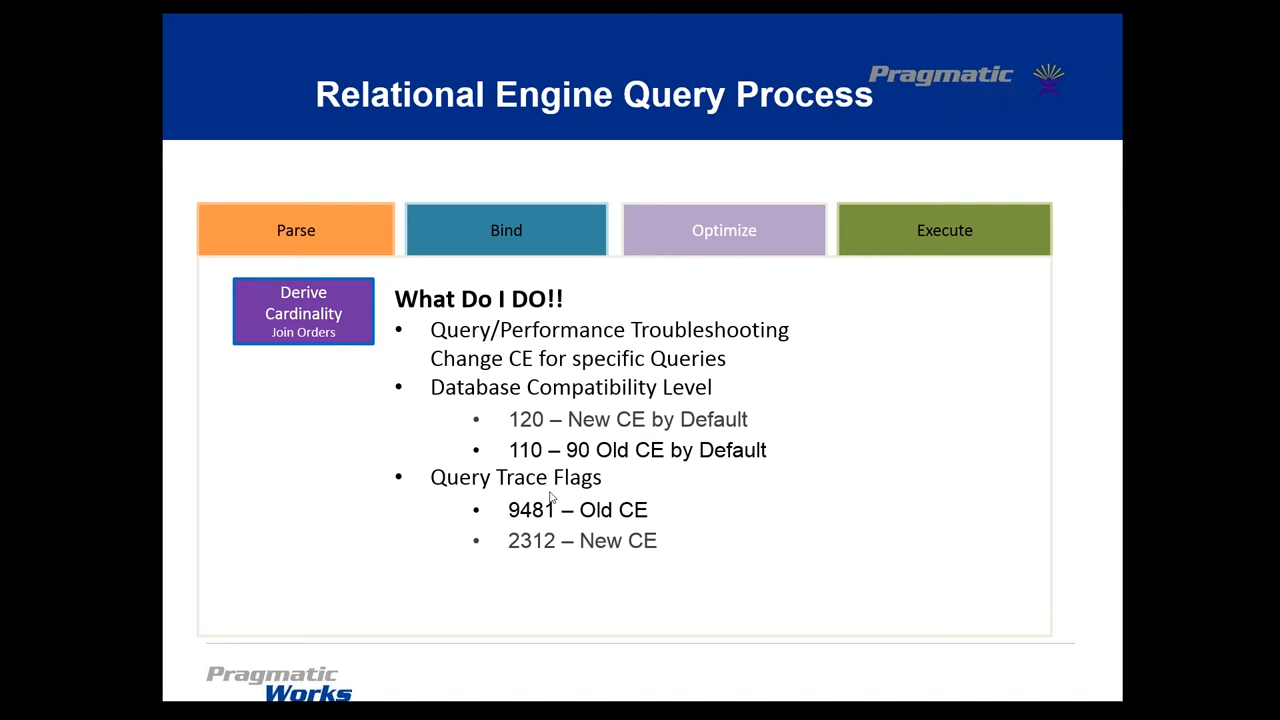 Relational Engine Query Process
Pragmatic
Parse
Bind
Optimize
Execute
Derive
Cardinality
Join Orders
What Do I DO!!
• Query/Performance Troubleshooting
Change CE for specific Queries
• Database Compatibility Level
• 120 – New CE by Default
• 110 – 90 Old CE by Default
• Query Trace Flags
• 9481 – Old CE
• 2312 – New CE
Pragmatic
Works